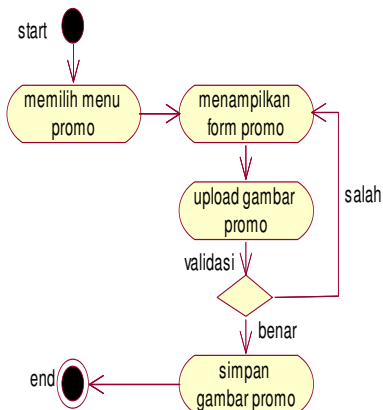 start
memilih menu
promo
menampilkan
form promo
salah
upload gambar
promo
validasi
benar
simpan
gambar promo
end